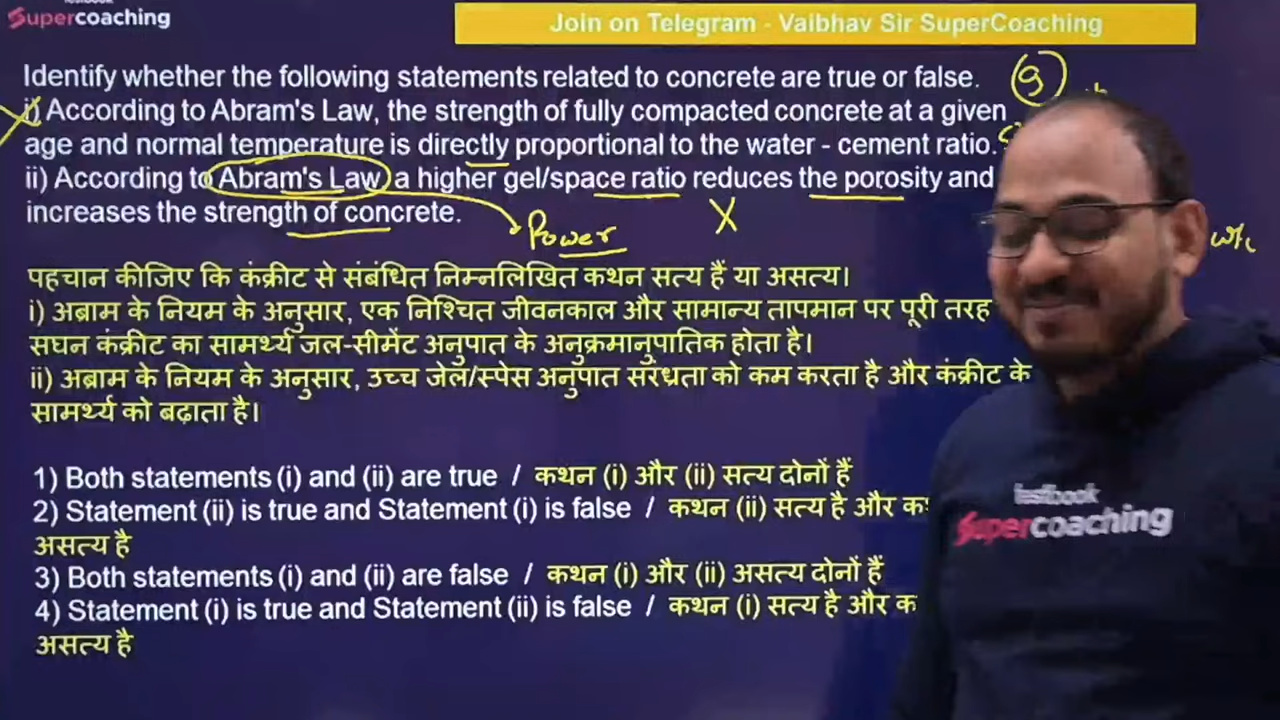 testbook
Supercoaching
Join on Telegram - Vaibhav Sir SuperCoaching
Identify whether the following statements related to concrete are true or false.
i) According to Abram's Law, the strength of fully compacted concrete at a given
age and normal temperature is directly proportional to the water - cement ratio.
ii) According to Abram's Law a higher gel/space ratio reduces the porosity and
increases the strength of concrete.
Power
X
w/c
9
पहचान कीजिए कि कंक्रीट से संबंधित निम्नलिखित कथन सत्य हैं या असत्य।
i) अब्राम के नियम के अनुसार, एक निश्चित जीवनकाल और सामान्य तापमान पर पूरी तरह
सघन कंक्रीट का सामर्थ्य जल-सीमेंट अनुपात के अनुक्रमानुपातिक होता है।
ii) अब्राम के नियम के अनुसार, उच्च जेल/स्पेस अनुपात सरंध्रता को कम करता है और कंक्रीट के
सामर्थ्य को बढ़ाता है।
1) Both statements (i) and (ii) are true / कथन (i) और (ii) सत्य दोनों हैं
2) Statement (ii) is true and Statement (i) is false / कथन (ii) सत्य है और
असत्य है
3) Both statements (i) and (ii) are false / कथन (i) और (ii) असत्य दोनों हैं
4) Statement (i) is true and Statement (ii) is false / कथन (i) सत्य है और
असत्य है
testbook
Supercoaching